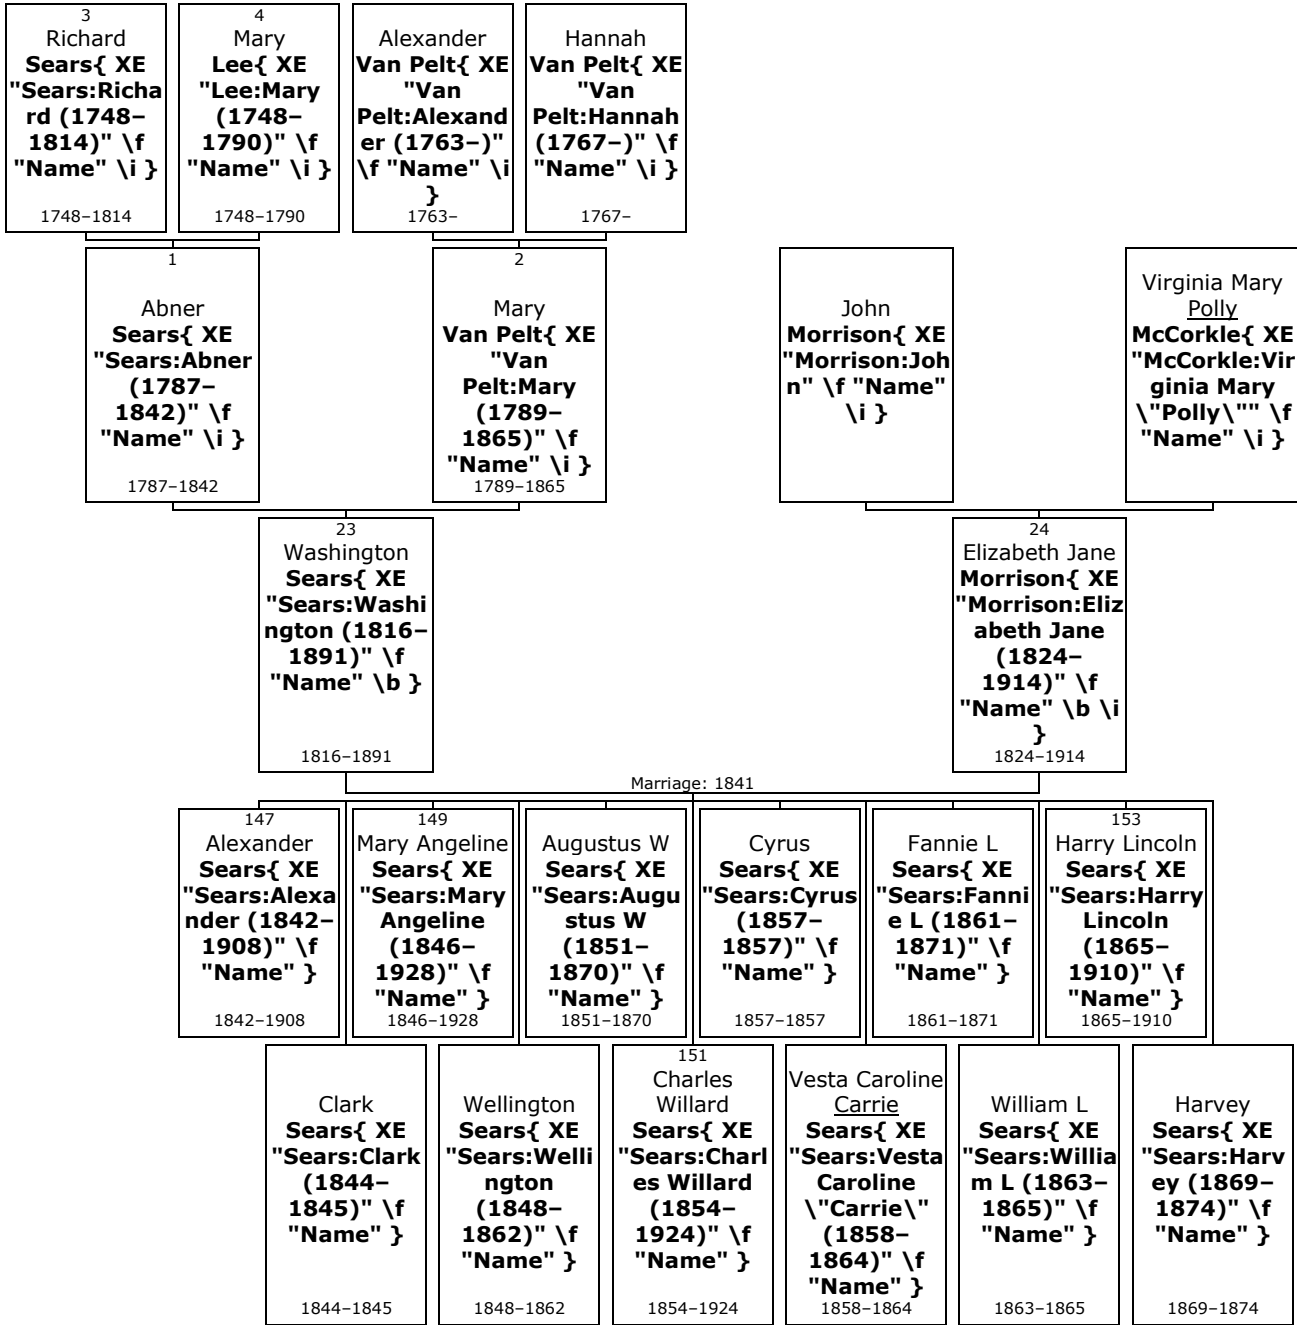 3
Richard
Sears{ XE
"Sears:Richa
rd (1748–
1814)" \f
"Name" \i }
1748–1814
4
Mary
Lee{ XE
"Lee:Mary
(1748–
1790)" \f
"Name" \i }
1748–1790
Alexander
Van Pelt{ XE
"Van
Pelt:Alexand
er (1763–)"
\f "Name" \i
}
1763–
Hannah
Van Pelt{ XE
"Van
Pelt:Hannah
(1767–)" \f
"Name" \i }
1767–
1
Abner
Sears{ XE
"Sears:Abner
(1787–
1842)" \f
"Name" \i }
1787–1842
2
Mary
Van Pelt{ XE
"Van
Pelt:Mary
(1789–
1865)" \f
"Name" \i }
1789–1865
John
Morrison{ XE
"Morrison:Joh
n" \f "Name"
\i }
Virginia Mary
Polly
McCorkle{ XE
"McCorkle:Vir
ginia Mary
\"Polly\"" \f
"Name" \i }
23
Washington
Sears{ XE
"Sears:Washi
ngton (1816–
1891)" \f
"Name" \b }
1816–1891
24
Elizabeth Jane
Morrison{ XE
"Morrison:Eliz
abeth Jane
(1824–
1914)" \f
"Name" \b \i
}
1824–1914
Marriage: 1841
147
Alexander
Sears{ XE
"Sears:Alexa
nder (1842–
1908)" \f
"Name" }
1842–1908
149
Mary Angeline
Sears{ XE
"Sears:Mary
Angeline
(1846–
1928)" \f
"Name" }
1846–1928
Augustus W
Sears{ XE
"Sears:Augu
stus W
(1851–
1870)" \f
"Name" }
1851–1870
Cyrus
Sears{ XE
"Sears:Cyrus
(1857–
1857)" \f
"Name" }
1857–1857
Fannie L
Sears{ XE
"Sears:Fanni
e L (1861–
1871)" \f
"Name" }
1861–1871
153
Harry Lincoln
Sears{ XE
"Sears:Harry
Lincoln
(1865–
1910)" \f
"Name" }
1865–1910
Clark
Sears{ XE
"Sears:Clark
(1844–
1845)" \f
"Name" }
1844–1845
Wellington
Sears{ XE
"Sears:Welli
ngton
(1848–
1862)" \f
"Name" }
1848–1862
151
Charles
Willard
Sears{ XE
"Sears:Charl
es Willard
(1854–
1924)" \f
"Name" }
1854–1924
Vesta Caroline
Carrie
Sears{ XE
"Sears:Vesta
Caroline
\"Carrie\"
(1858–
1864)" \f
"Name" }
1858–1864
William L
Sears{ XE
"Sears:Willia
m L (1863–
1865)" \f
"Name" }
1863–1865
Harvey
Sears{ XE
"Sears:Harv
ey (1869–
1874)" \f
"Name" }
1869–1874